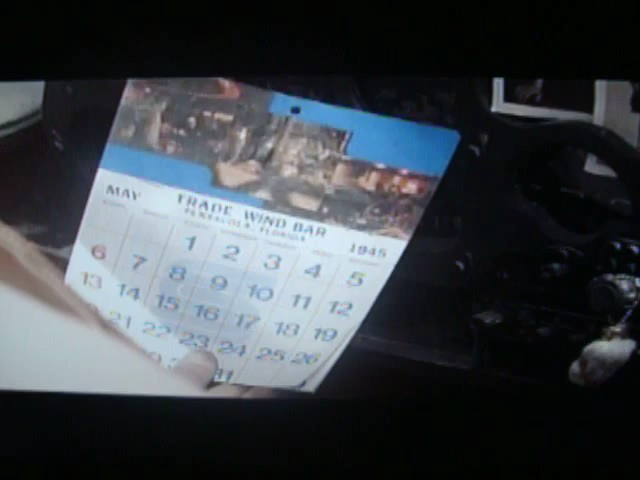 MAY TRADE WIND BAR 1945
PENSACOLA, FLORIDA
1 2 3 4 5
6 7 8 9 10 11 12
13 14 15 16 17 18 19
21 22 23 24 25 26
31